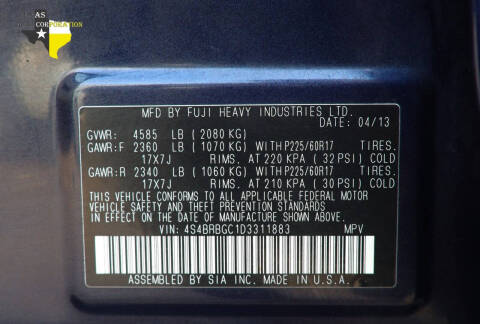 AS
CORPORATION
MFD BY FUJI HEAVY INDUSTRIES LTD.
DATE 04/13
GVWR: 4585 LB (2080 KG)
GAWR:F 2360 LB (1070 KG) WITH P225/60R17 TIRES.
17X7J RIMS. AT 220 KPA (32 PSI) COLD
GAWR:R 2340 LB (1060 KG) WITH P225/60R17 TIRES.
17X7J RIMS. AT 210 KPA (30 PSI) COLD
THIS VEHICLE CONFORMS TO ALL APPLICABLE FEDERAL MOTOR
VEHICLE SAFETY AND THEFT PREVENTION STANDARDS
IN EFFECT ON THE DATE OF MANUFACTURE SHOWN ABOVE.
VIN: 4S4BRBGC1D3311883 MPV
ASSEMBLED BY SIA INC. MADE IN U.S.A.